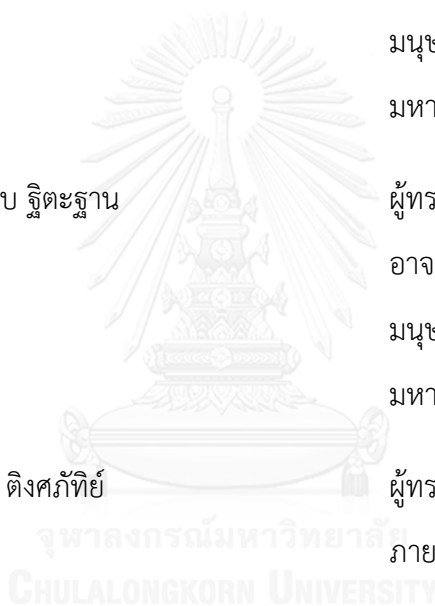 มนุษ
มหา
บ ฐิตะฐาน ผู้ทร
อาจ
มนุษ
มหา
ติงศภัทิย์ ผู้ทร
จุฬาลงกรณ์มหาวิทยาลัย
ภาย
CHULALONGKORN UNIVERSITY